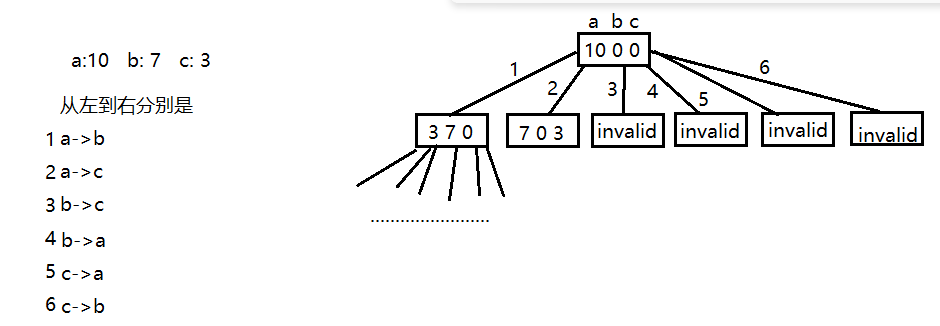 a b c
a:10 b: 7 c: 3
10 0 0
从左到右分别是
1 a->b
2 a->c
3 b->c
4 b->a
5 c->a
6 c->b
1
2
3
4
5
6
3 7 0
7 0 3
invalid
invalid
invalid
invalid
........................